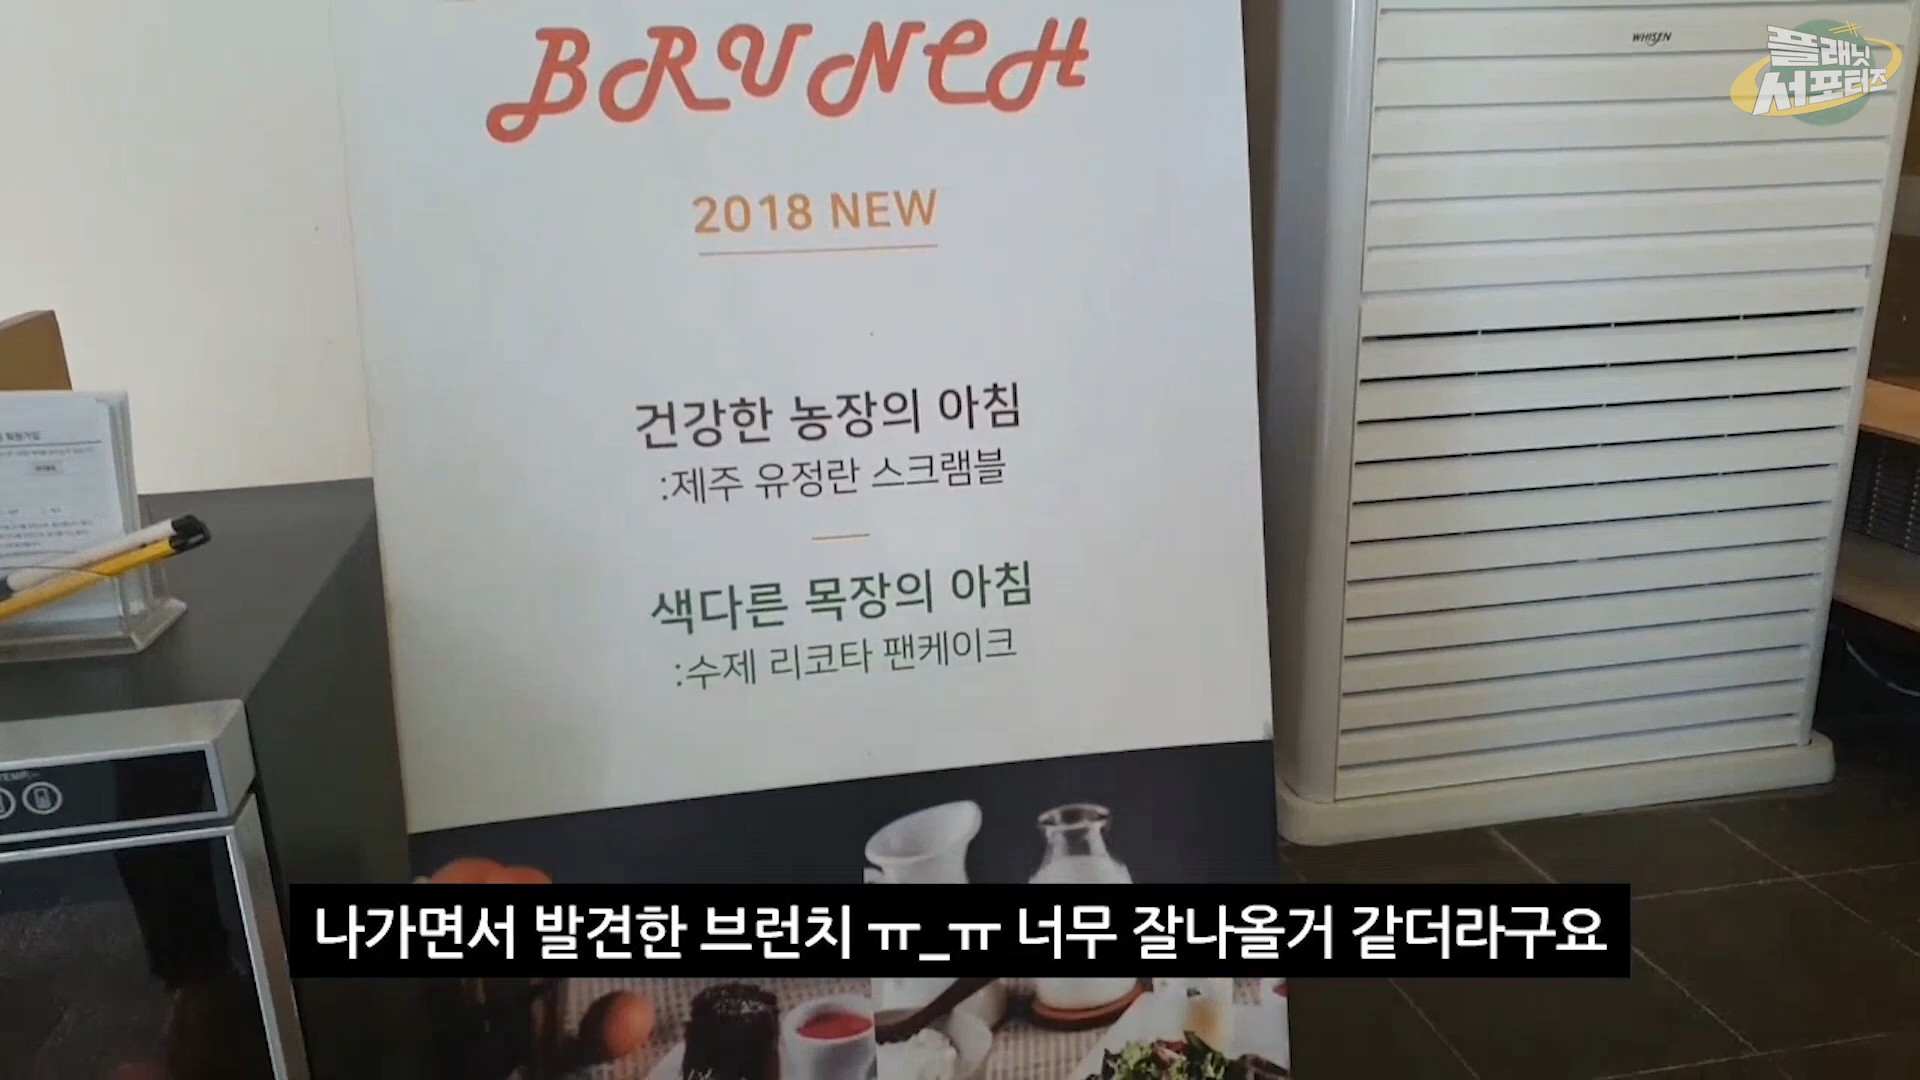 BRUNCH
WHISEN
플래닛
서포터즈
2018 NEW
건강한 농장의 아침
:제주 유정란 스크램블
색다른 목장의 아침
:수제 리코타 팬케이크
TEMP.
나가면서 발견한 브런치 ㅠ_ㅠ 너무 잘나올거 같더라구요